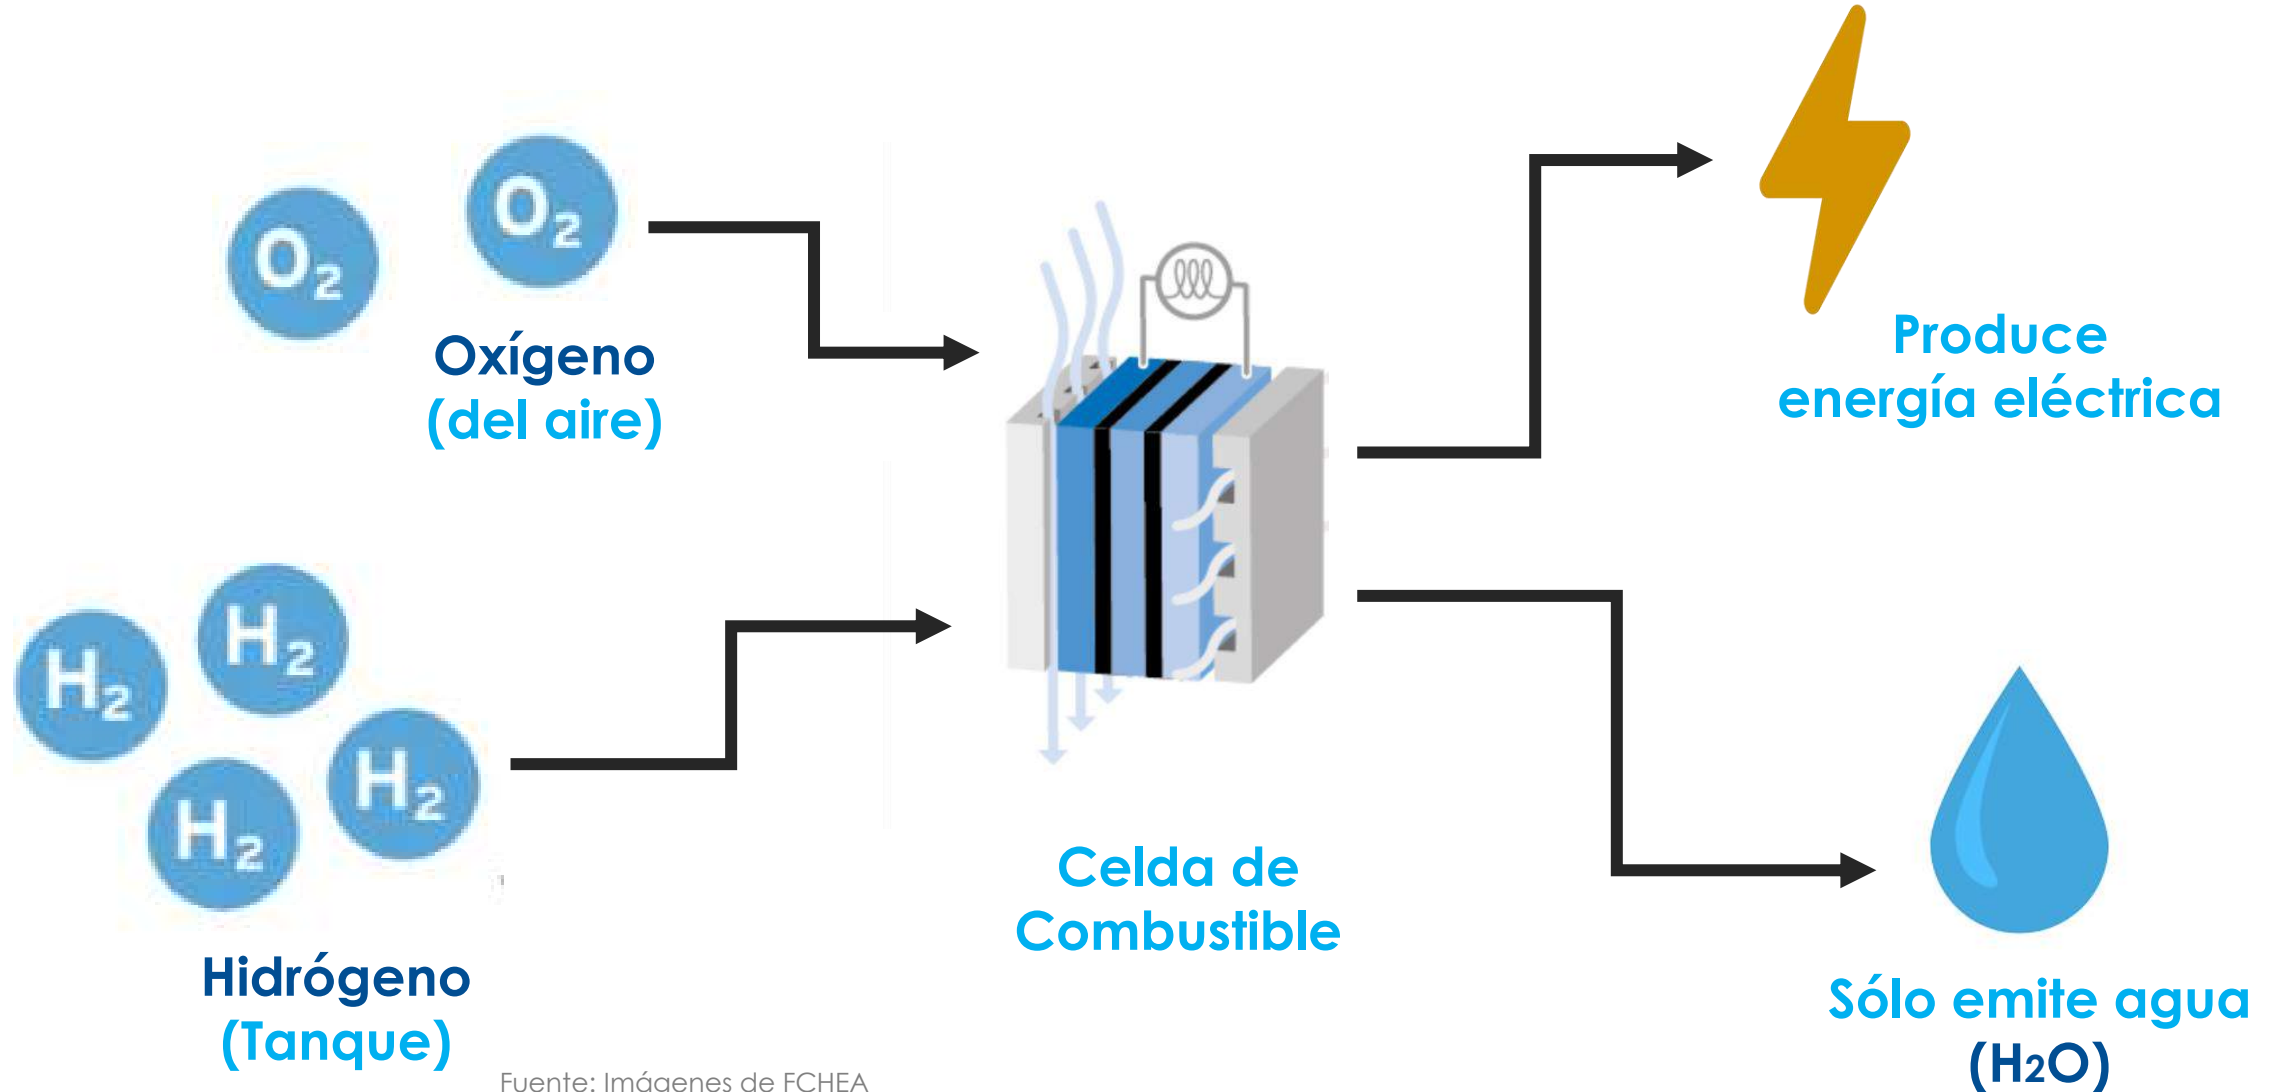 O2
O2
Oxígeno
(del aire)
H2
H2
H2
H2
Hidrógeno
(Tanque)
Celda de
Combustible
Produce
energía eléctrica
Sólo emite agua
(H2O)
Fuente: Imágenes de FCHEA